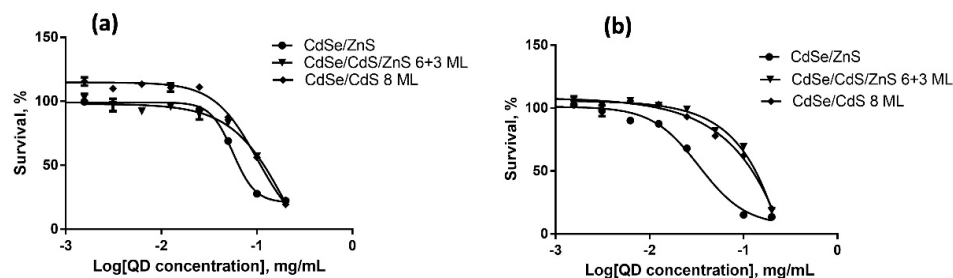 (a)
150
100
50
0
-3
-2
-1
0
Survival, %
Log[QD concentration], mg/mL
CdSe/ZnS
CdSe/CdS/ZnS 6+3 ML
CdSe/CdS 8 ML
(b)
150
100
50
0
-3
-2
-1
0
Survival, %
Log[QD concentration], mg/mL
CdSe/ZnS
CdSe/CdS/ZnS 6+3 ML
CdSe/CdS 8 ML